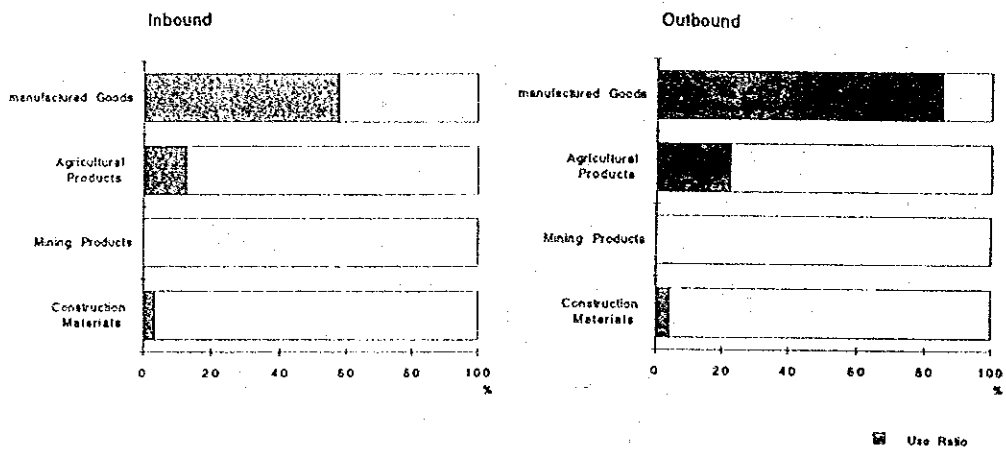 Inbound
manufactured Goods
Agricultural
Products
Mining Products
Construction
Materials
0 20 40 60 80 100
%
Outbound
manufactured Goods
Agricultural
Products
Mining Products
Construction
Materials
0 20 40 60 80 100
%
Use Ratio